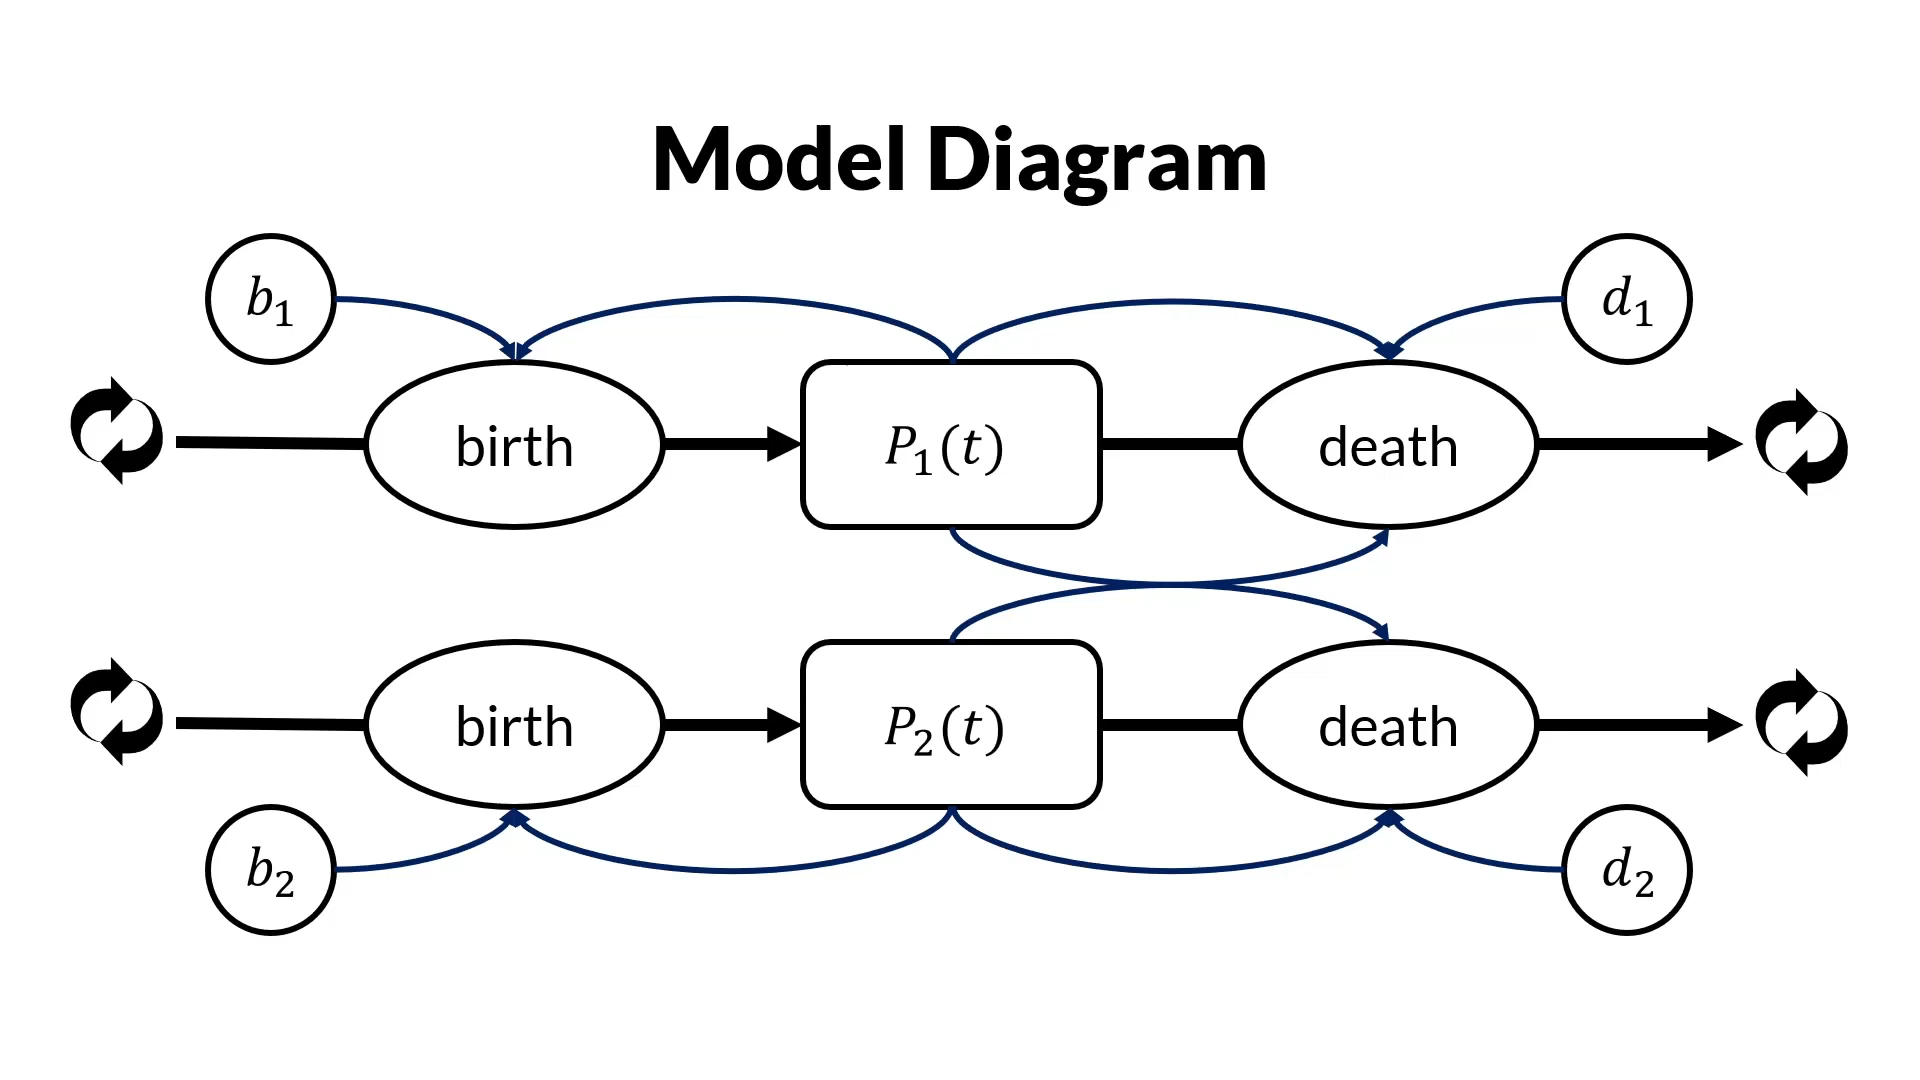 Model Diagram
b₁
d₁
birth
P₁(t)
death
birth
P₂(t)
death
b₂
d₂